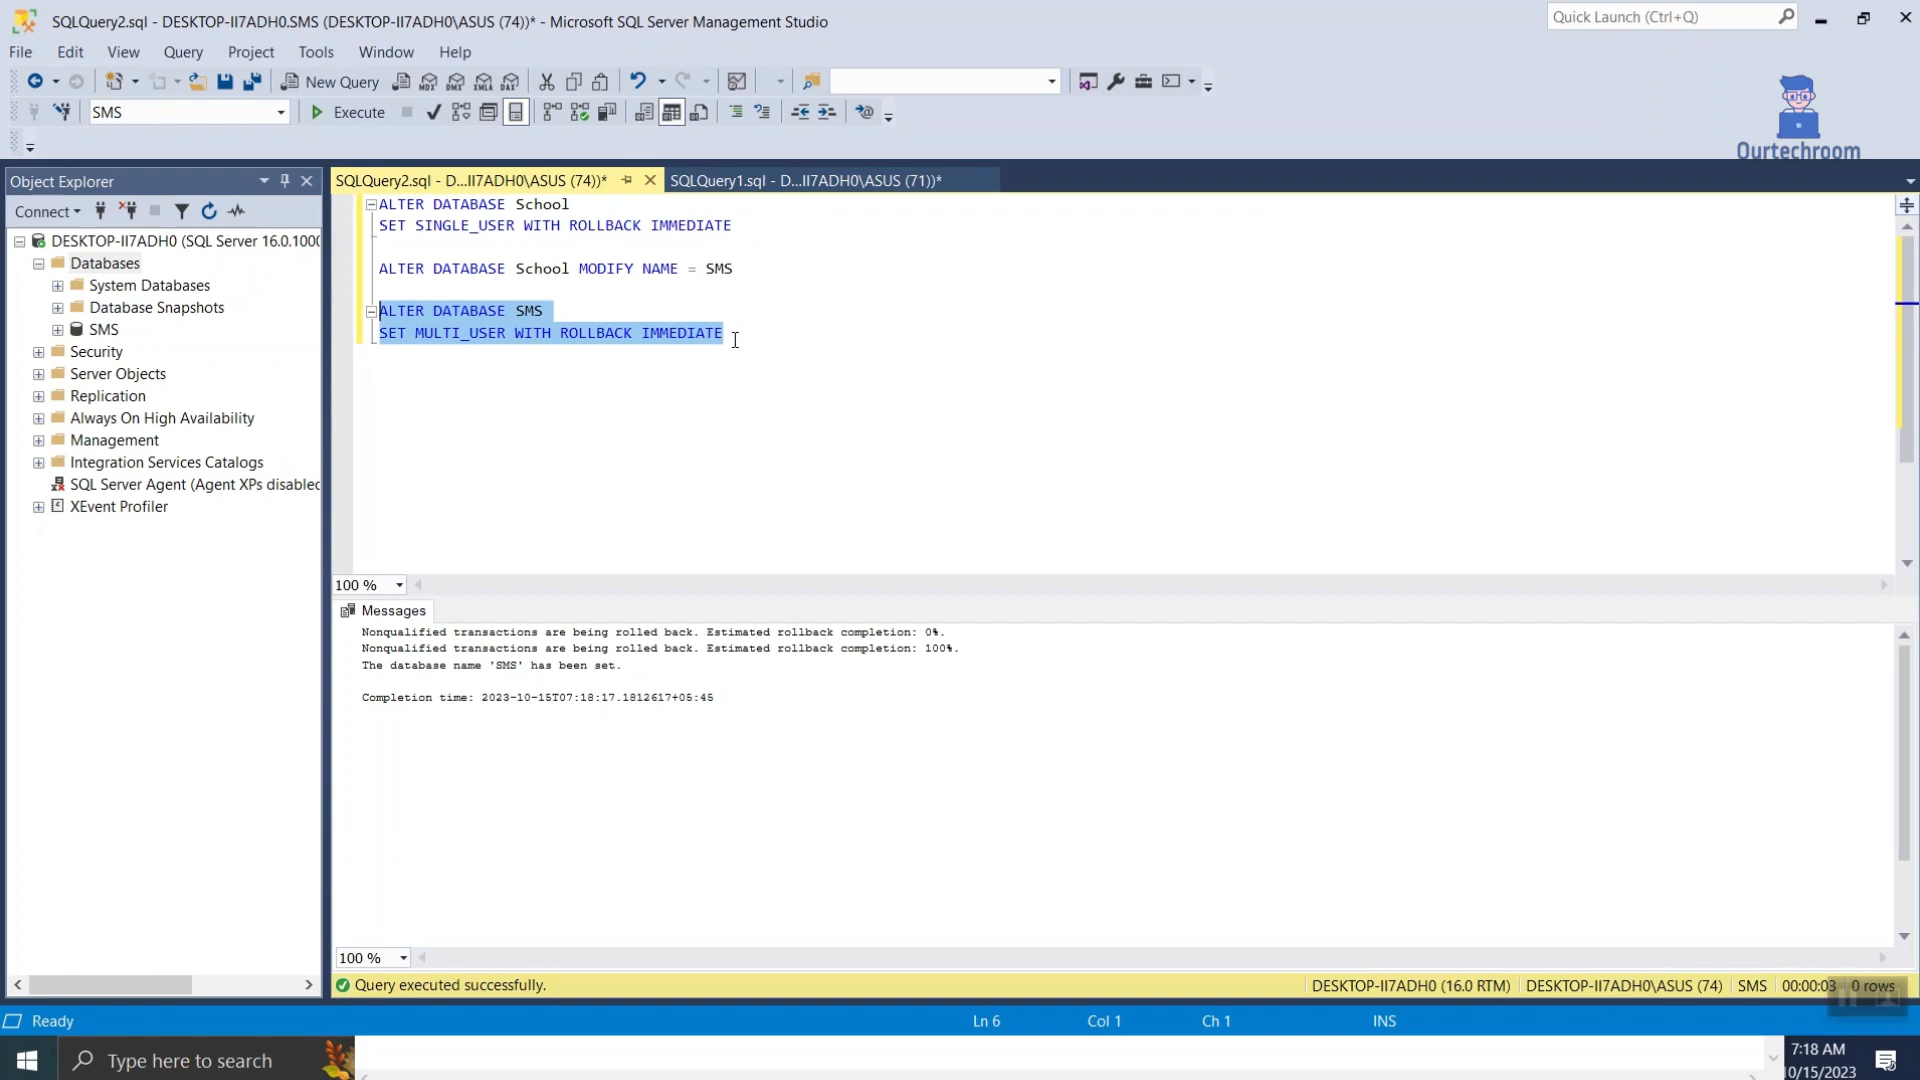 SQLQuery2.sql - DESKTOP-II7ADH0.SMS (DESKTOP-II7ADH0\ASUS (74))* - Microsoft SQL Server Management Studio
Quick Launch (Ctrl+Q)
File Edit View Query Project Tools Window Help
New Query
SMS Execute
Ourtechroom
Object Explorer
SQLQuery2.sql - D...II7ADH0\ASUS (74))*
SQLQuery1.sql - D...II7ADH0\ASUS (71))*
Connect
DESKTOP-II7ADH0 (SQL Server 16.0.1000
Databases
System Databases
Database Snapshots
SMS
Security
Server Objects
Replication
Always On High Availability
Management
Integration Services Catalogs
SQL Server Agent (Agent XPs disabled
XEvent Profiler
ALTER DATABASE School
SET SINGLE_USER WITH ROLLBACK IMMEDIATE
ALTER DATABASE School MODIFY NAME = SMS
ALTER DATABASE SMS
SET MULTI_USER WITH ROLLBACK IMMEDIATE
100 %
Messages
Nonqualified transactions are being rolled back. Estimated rollback completion: 0%.
Nonqualified transactions are being rolled back. Estimated rollback completion: 100%.
The database name 'SMS' has been set.
Completion time: 2023-10-15T07:18:17.1812617+05:45
100 %
Query executed successfully.
DESKTOP-II7ADH0 (16.0 RTM) DESKTOP-II7ADH0\ASUS (74) SMS 00:00:03 0 rows
Ready
Ln 6 Col 1 Ch 1 INS
Type here to search
7:18 AM
10/15/2023